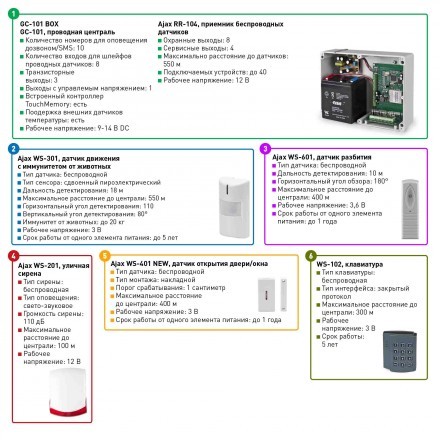 1
GC-101 BOX
GC-101, проводная централь
• Количество номеров для оповещения
дозвоном/SMS: 10
• Количество входов для шлейфов
проводных датчиков: 8
• Транзисторные
выходы: 3
• Выходы с управляемым напряжением: 1
• Встроенный контроллер
TouchMemory: есть
• Поддержка внешних датчиков
температуры: есть
• Рабочее напряжение: 9-14 В DC
Ajax RR-104, приемник беспроводных
датчиков
• Охранные выходы: 8
• Сервисные выходы: 4
• Максимальное расстояние до датчиков:
550 м
• Подключаемых устройств: до 40
• Рабочее напряжение: 12 В
2
Ajax WS-301, датчик движения
с иммунитетом от животных
• Тип датчика: беспроводной
• Тип сенсора: сдвоенный пироэлектрический
• Дальность детектирования: 18 м
• Максимальное расстояние до централи: 550 м
• Горизонтальный угол детектирования: 110
• Вертикальный угол детектирования: 80°
• Иммунитет от животных: до 20 кг
• Рабочее напряжение: 3 В
• Срок работы от одного элемента питания: до 5 лет
3
Ajax WS-601, датчик разбития
• Тип датчика: беспроводной
• Дальность детектирования: 10 м
• Горизонтальный угол обзора: 180°
• Максимальное расстояние до
централи: 400 м
• Рабочее напряжение: 3,6 В
• Срок работы от одного элемента
питания: до 1 года
4
Ajax WS-201, уличная
сирена
• Тип сирены:
беспроводная
• Тип оповещения:
свето-звуковое
• Громкость сирены:
110 дБ
• Максимальное
расстояние до
централи: 100 м
• Рабочее
напряжение: 12 В
5
Ajax WS-401 NEW, датчик открытия двери/окна
• Тип датчика: беспроводной
• Тип монтажа: накладной
• Порог срабатывания: 1 сантиметр
• Максимальное
расстояние до
централи: 400 м
• Рабочее напряжение: 3 В
• Срок работы от одного элемента питания: до 1 года
6
WS-102, клавиатура
• Тип клавиатуры:
беспроводная
• Тип интерфейса: закрытый
протокол
• Максимальное расстояние до
централи: 300 м
• Рабочее
напряжение: 3 В
• Срок работы:
5 лет